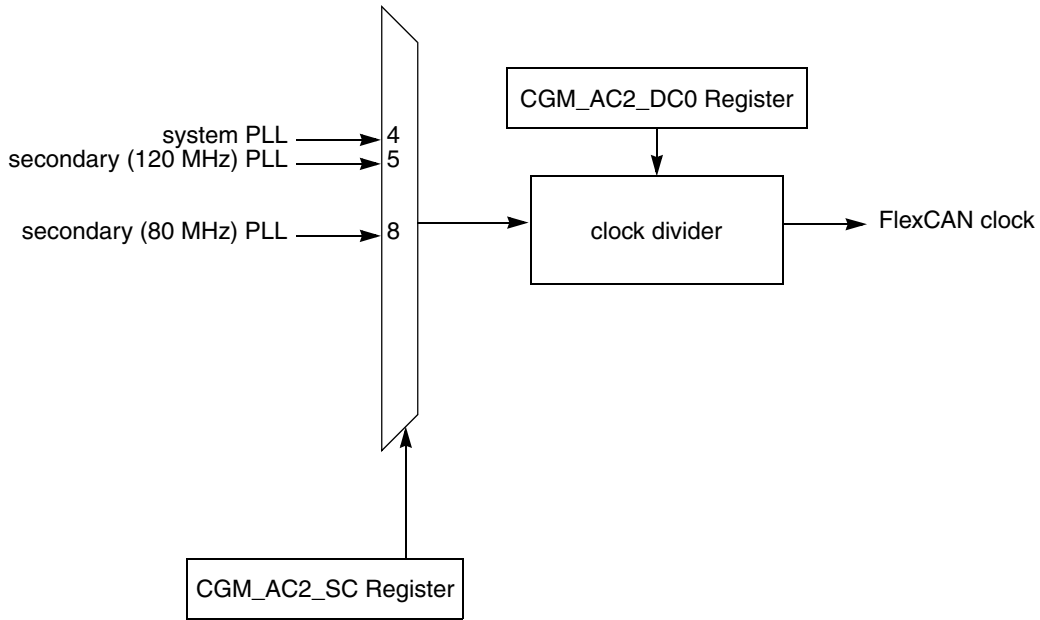 CGM_AC2_DC0 Register
system PLL
4
secondary (120 MHz) PLL
5
secondary (80 MHz) PLL
8
clock divider
FlexCAN clock
CGM_AC2_SC Register